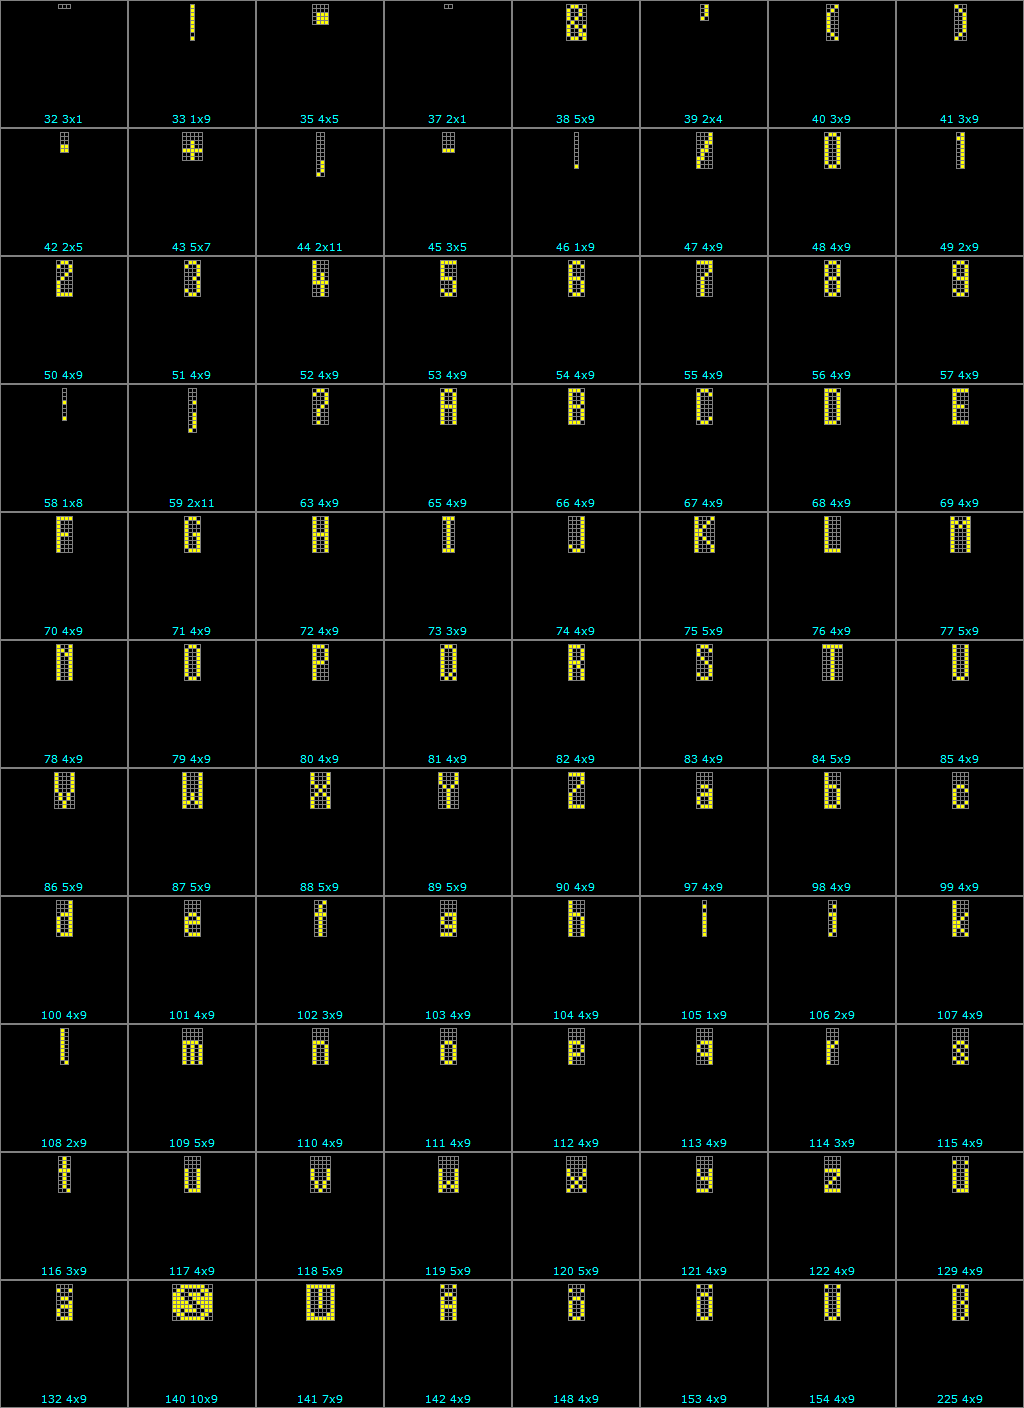 32 3x1 33 1x9 35 4x5 37 2x1 38 5x9 39 2x4 40 3x9 41 3x9
42 2x5 43 5x7 44 2x11 45 3x5 46 1x9 47 4x9 48 4x9 49 2x9
50 4x9 51 4x9 52 4x9 53 4x9 54 4x9 55 4x9 56 4x9 57 4x9
58 1x8 59 2x11 63 4x9 65 4x9 66 4x9 67 4x9 68 4x9 69 4x9
70 4x9 71 4x9 72 4x9 73 3x9 74 4x9 75 5x9 76 4x9 77 5x9
78 4x9 79 4x9 80 4x9 81 4x9 82 4x9 83 4x9 84 5x9 85 4x9
86 5x9 87 5x9 88 5x9 89 5x9 90 4x9 97 4x9 98 4x9 99 4x9
100 4x9 101 4x9 102 3x9 103 4x9 104 4x9 105 1x9 106 2x9 107 4x9
108 2x9 109 5x9 110 4x9 111 4x9 112 4x9 113 4x9 114 3x9 115 4x9
116 3x9 117 4x9 118 5x9 119 5x9 120 5x9 121 4x9 122 4x9 129 4x9
132 4x9 140 10x9 141 7x9 142 4x9 148 4x9 153 4x9 154 4x9 225 4x9